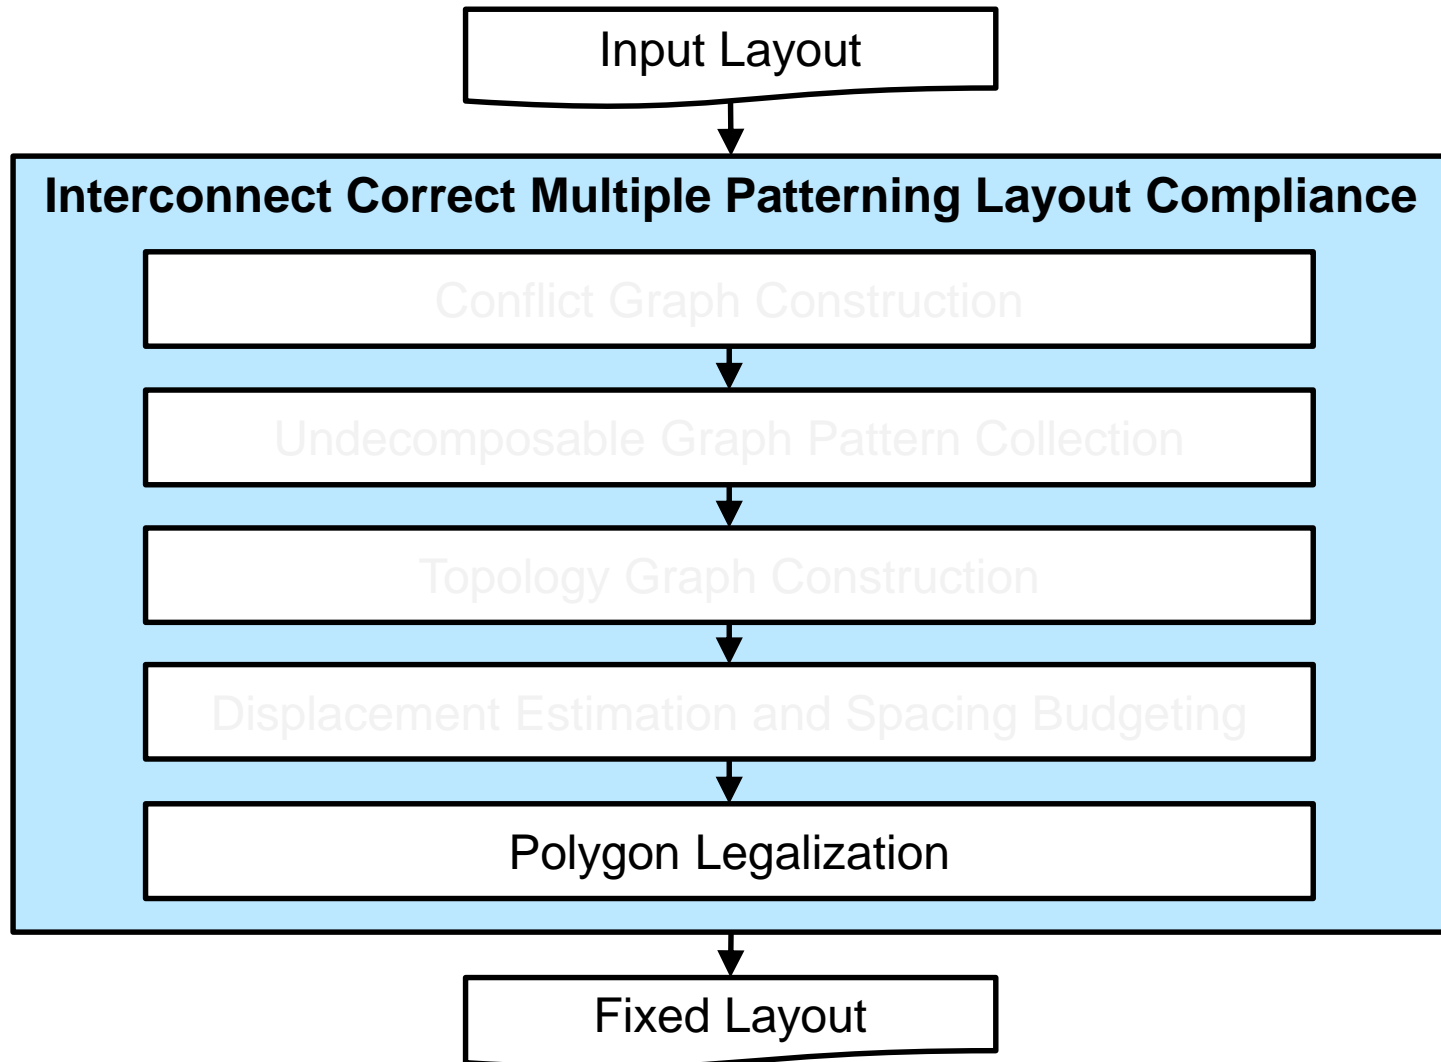 Input Layout
Interconnect Correct Multiple Patterning Layout Compliance
Conflict Graph Construction
Undecomposable Graph Pattern Collection
Topology Graph Construction
Displacement Estimation and Spacing Budgeting
Polygon Legalization
Fixed Layout